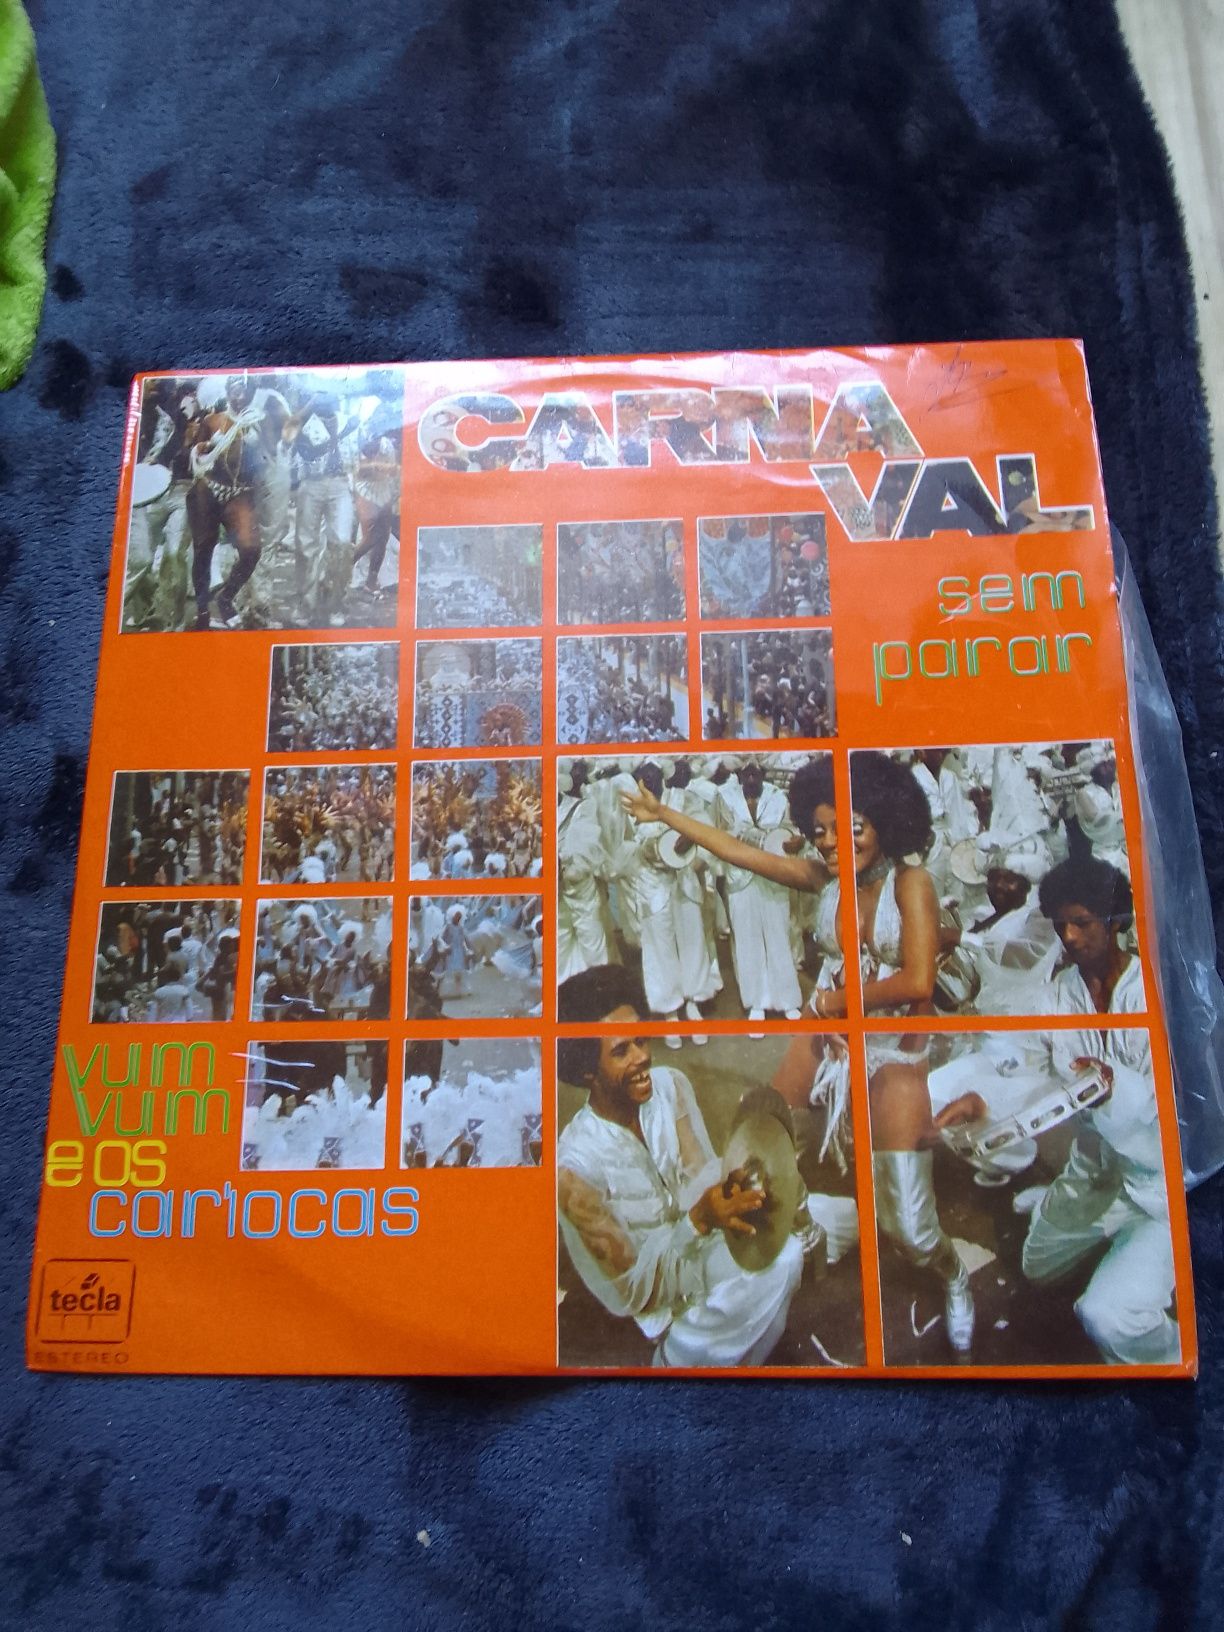 CARNA
VAL
sem
parar
vum
vum
e os
cariocas
tecla
ESTEREO